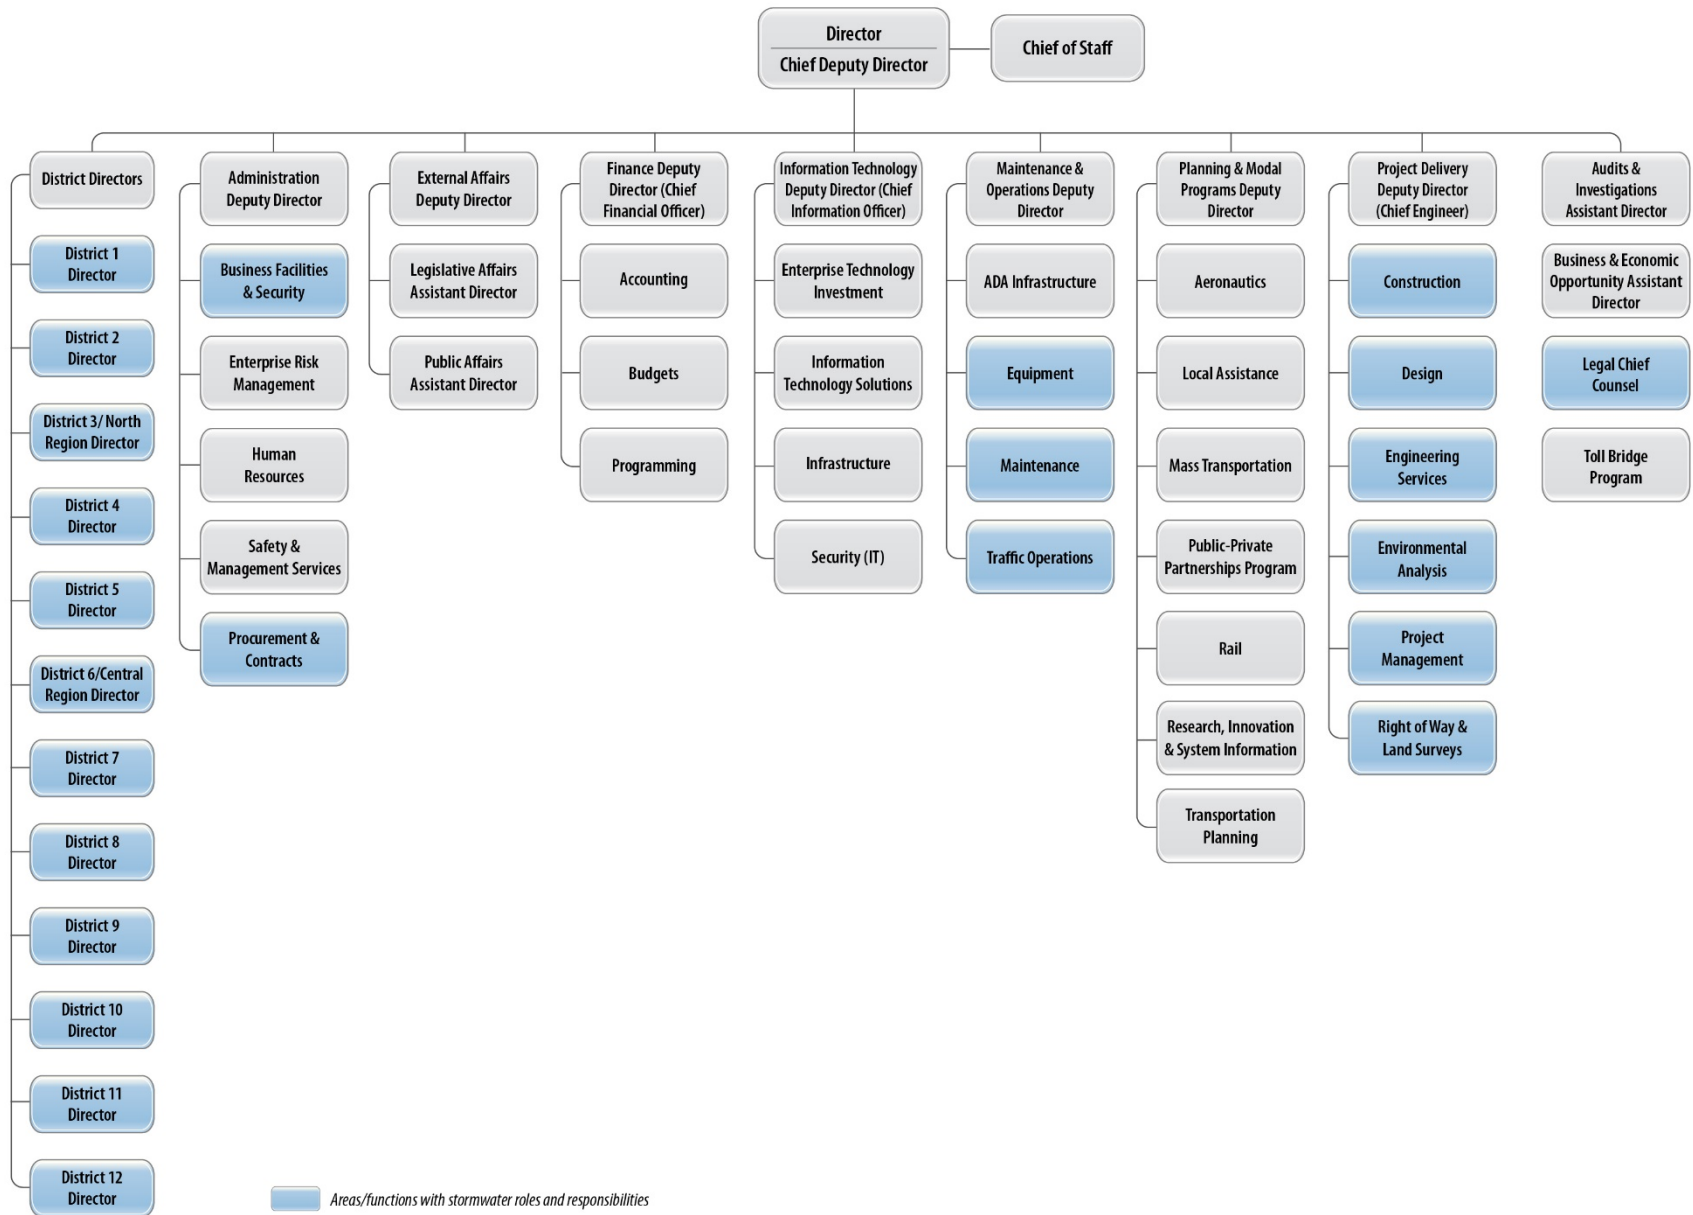 Director
Chief Deputy Director
Chief of Staff
District Directors
District 1
Director
District 2
Director
District 3/ North
Region Director
District 4
Director
District 5
Director
District 6/Central
Region Director
District 7
Director
District 8
Director
District 9
Director
District 10
Director
District 11
Director
District 12
Director
Administration
Deputy Director
Business Facilities
& Security
Enterprise Risk
Management
Human
Resources
Safety &
Management Services
Procurement &
Contracts
External Affairs
Deputy Director
Legislative Affairs
Assistant Director
Public Affairs
Assistant Director
Finance Deputy
Director (Chief
Financial Officer)
Accounting
Budgets
Programming
Information Technology
Deputy Director (Chief
Information Officer)
Enterprise Technology
Investment
Information
Technology Solutions
Infrastructure
Security (IT)
Maintenance &
Operations Deputy
Director
ADA Infrastructure
Equipment
Maintenance
Traffic Operations
Planning & Modal
Programs Deputy
Director
Aeronautics
Local Assistance
Mass Transportation
Public-Private
Partnerships Program
Rail
Research, Innovation
& System Information
Transportation
Planning
Project Delivery
Deputy Director
(Chief Engineer)
Construction
Design
Engineering
Services
Environmental
Analysis
Project
Management
Right of Way &
Land Surveys
Audits &
Investigations
Assistant Director
Business & Economic
Opportunity Assistant
Director
Legal Chief
Counsel
Toll Bridge
Program
Areas/functions with stormwater roles and responsibilities